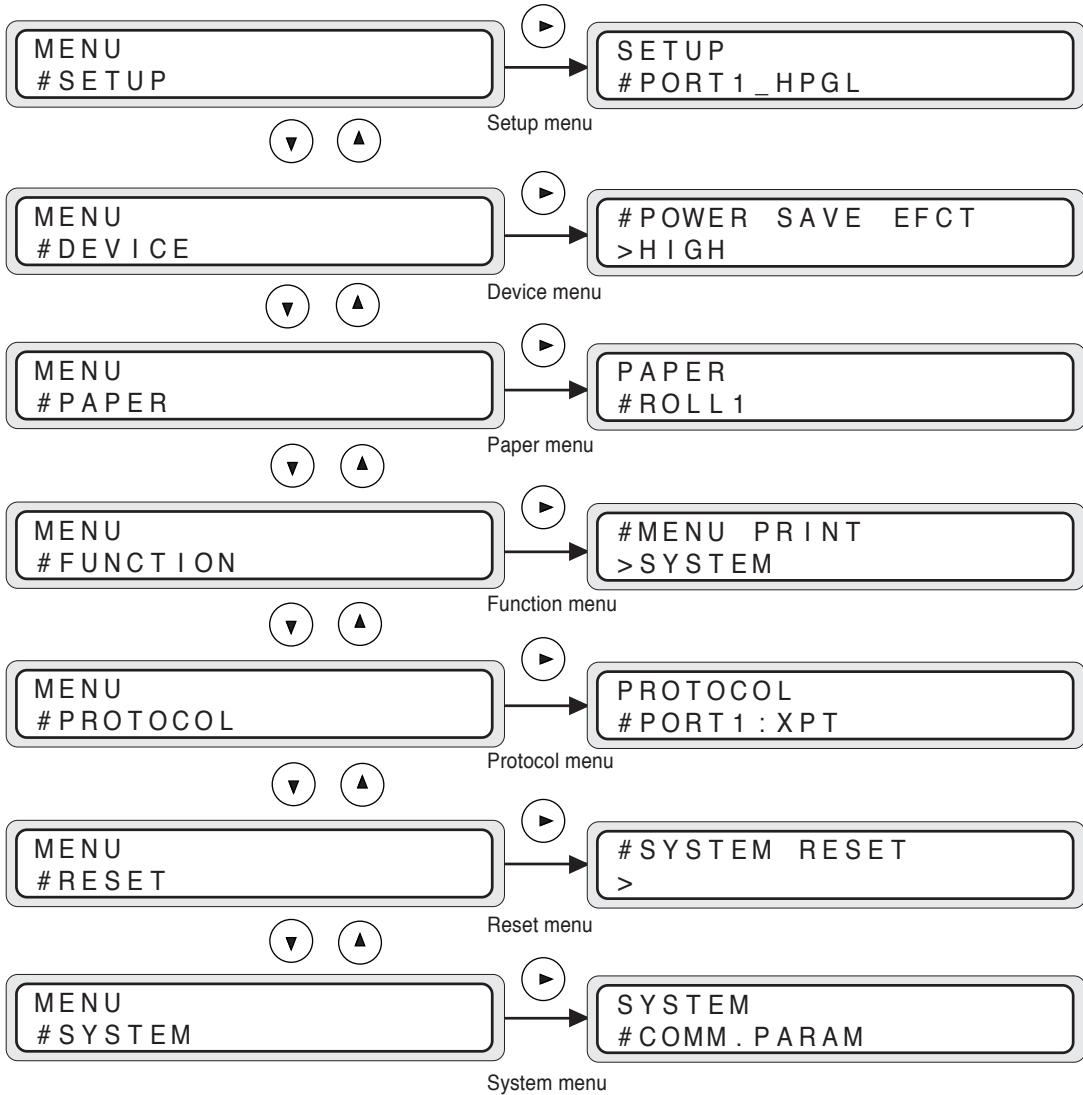 MENU
#SETUP
SETUP
#PORT1_HPGL
Setup menu
MENU
#DEVICE
#POWER SAVE EFCT
>HIGH
Device menu
MENU
#PAPER
PAPER
#ROLL1
Paper menu
MENU
#FUNCTION
#MENU PRINT
>SYSTEM
Function menu
MENU
#PROTOCOL
PROTOCOL
#PORT1:XPT
Protocol menu
MENU
#RESET
#SYSTEM RESET
>
Reset menu
MENU
#SYSTEM
SYSTEM
#COMM.PARAM
System menu